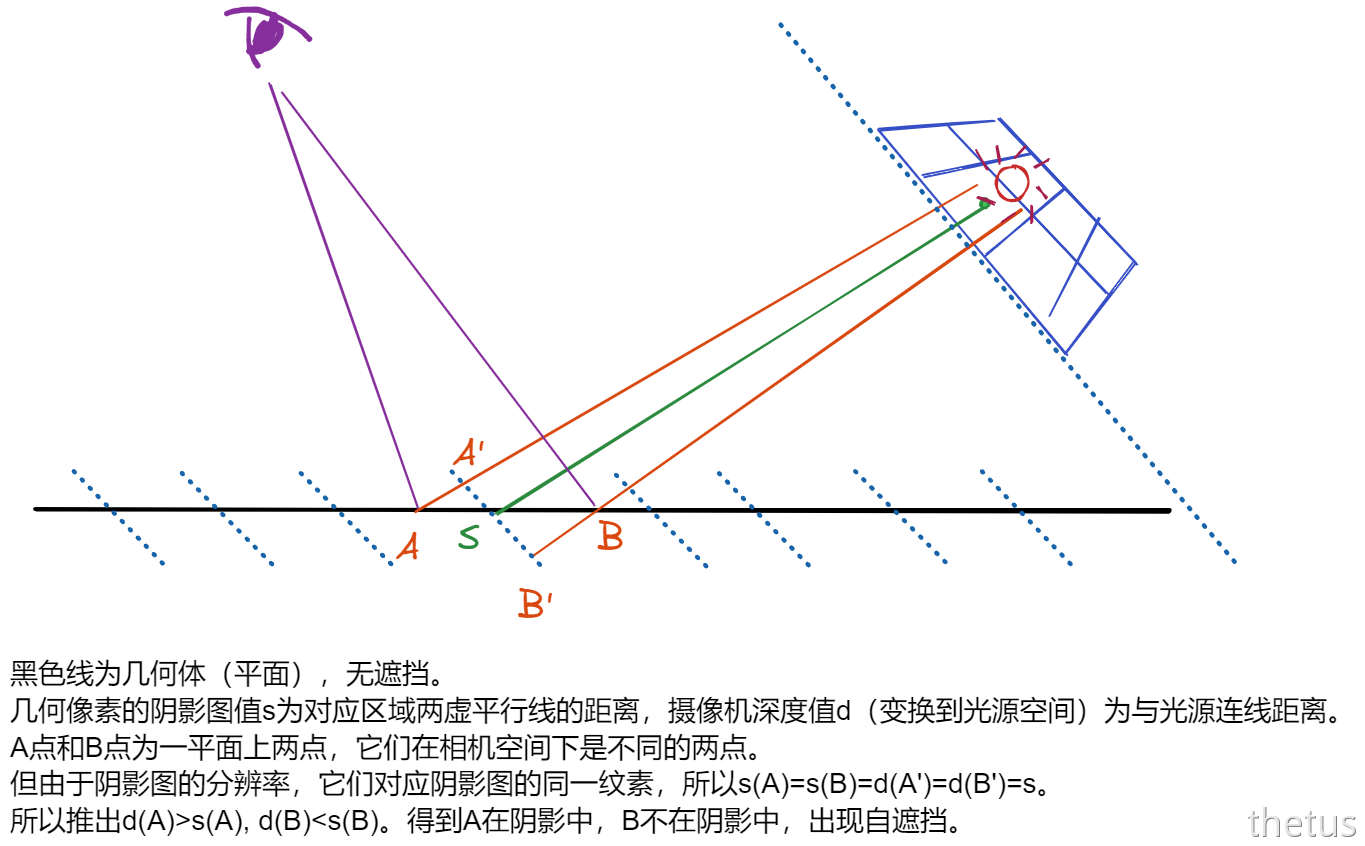 A'
A
S
B
B'
黑色线为几何体（平面），无遮挡。
几何像素的阴影图值s为对应区域两虚平行线的距离，摄像机深度值d（变换到光源空间）为与光源连线距离。
A点和B点为一平面上两点，它们在相机空间下是不同的两点。
但由于阴影图的分辨率，它们对应阴影图的同一纹素，所以s(A)=s(B)=d(A')=d(B')=s。
所以推出d(A)>s(A), d(B)<s(B)。得到A在阴影中，B不在阴影中，出现自遮挡。
thetus